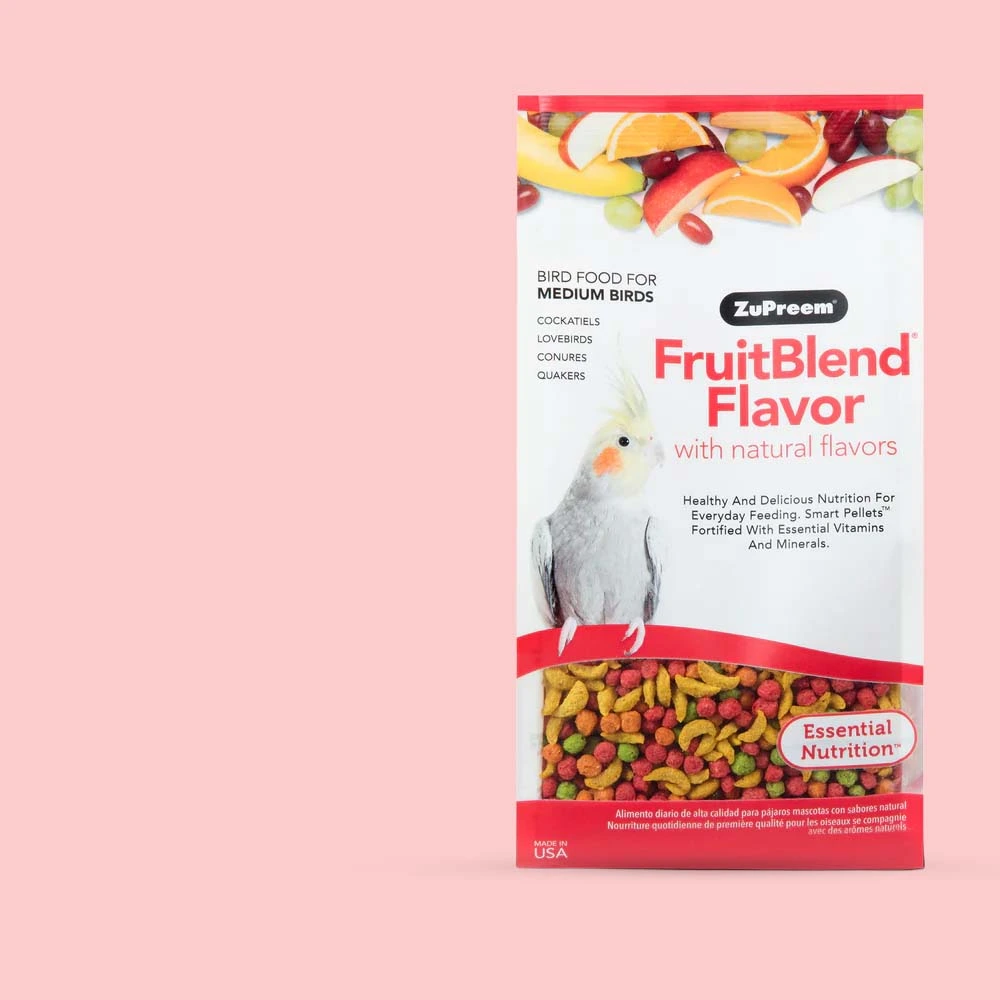 BIRD FOOD FOR
MEDIUM BIRDS
COCKATIELS
LOVEBIRDS
CONURES
QUAKERS
ZuPreem®
FruitBlend®
Flavor
with natural flavors
Healthy And Delicious Nutrition For
Everyday Feeding. Smart Pellets™
Fortified With Essential Vitamins
And Minerals.
Essential
Nutrition™
Alimento diario de alta calidad para pájaros mascotas con sabores natural
Nourriture quotidienne de première qualité pour les oiseaux se compagnie
avec des arômes naturels
MADE IN
USA